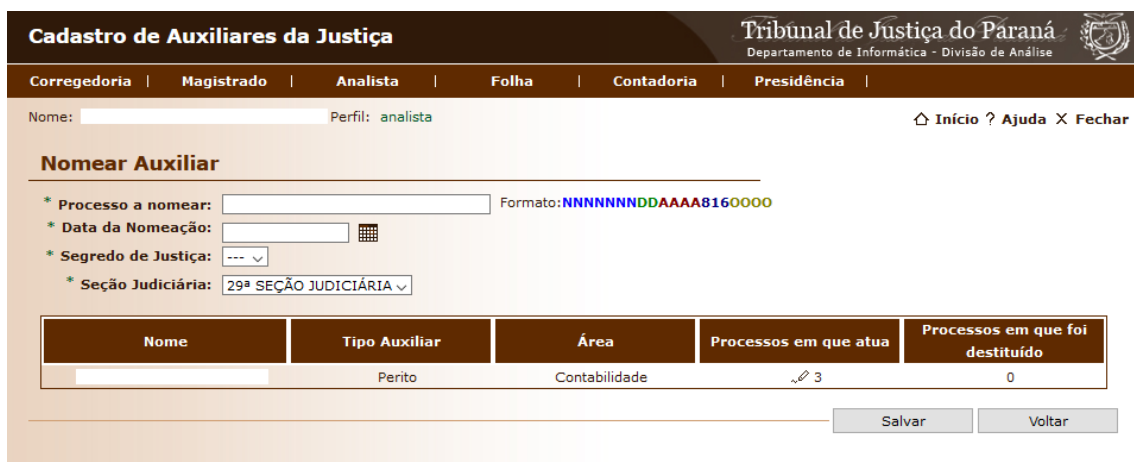 Cadastro de Auxiliares da Justiça
Tribunal de Justiça do Paraná
Departamento de Informática - Divisão de Análise
Corregedoria | Magistrado | Analista | Folha | Contadoria | Presidência |
Nome: Perfil: analista
Início ? Ajuda X Fechar
Nomear Auxiliar
* Processo a nomear: Formato:NNNNNNNDDAAAA8160000
* Data da Nomeação:
* Segredo de Justiça: ---
* Seção Judiciária: 29ª SEÇÃO JUDICIÁRIA
Nome Tipo Auxiliar Área Processos em que atua Processos em que foi
destituído
Perito Contabilidade 3 0
Salvar Voltar